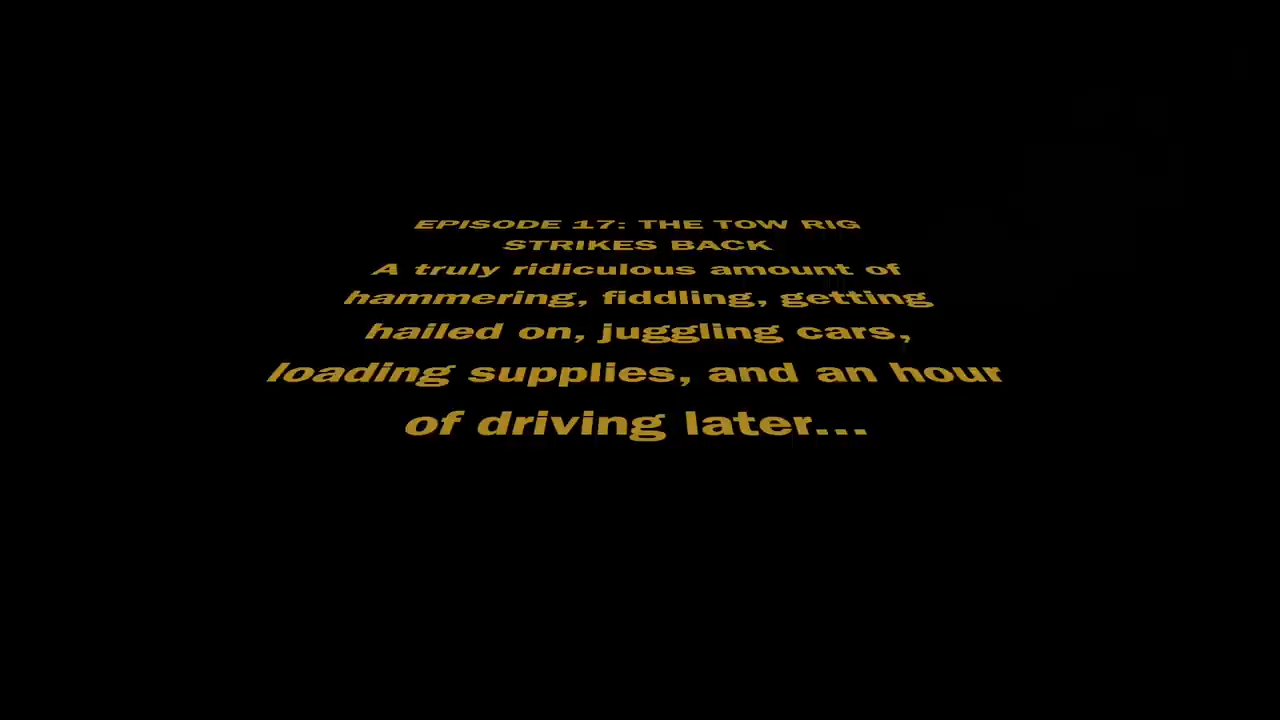 EPISODE 17: THE TOW RIG
STRIKES BACK
A truly ridiculous amount of
hammering, fiddling, getting
hailed on, juggling cars,
loading supplies, and an hour
of driving later...